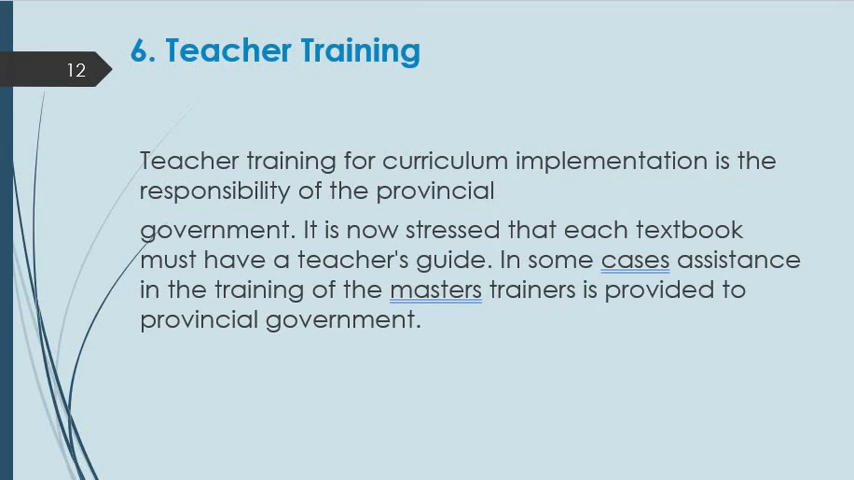 6. Teacher Training
12
Teacher training for curriculum implementation is the
responsibility of the provincial
government. It is now stressed that each textbook
must have a teacher's guide. In some cases assistance
in the training of the masters trainers is provided to
provincial government.